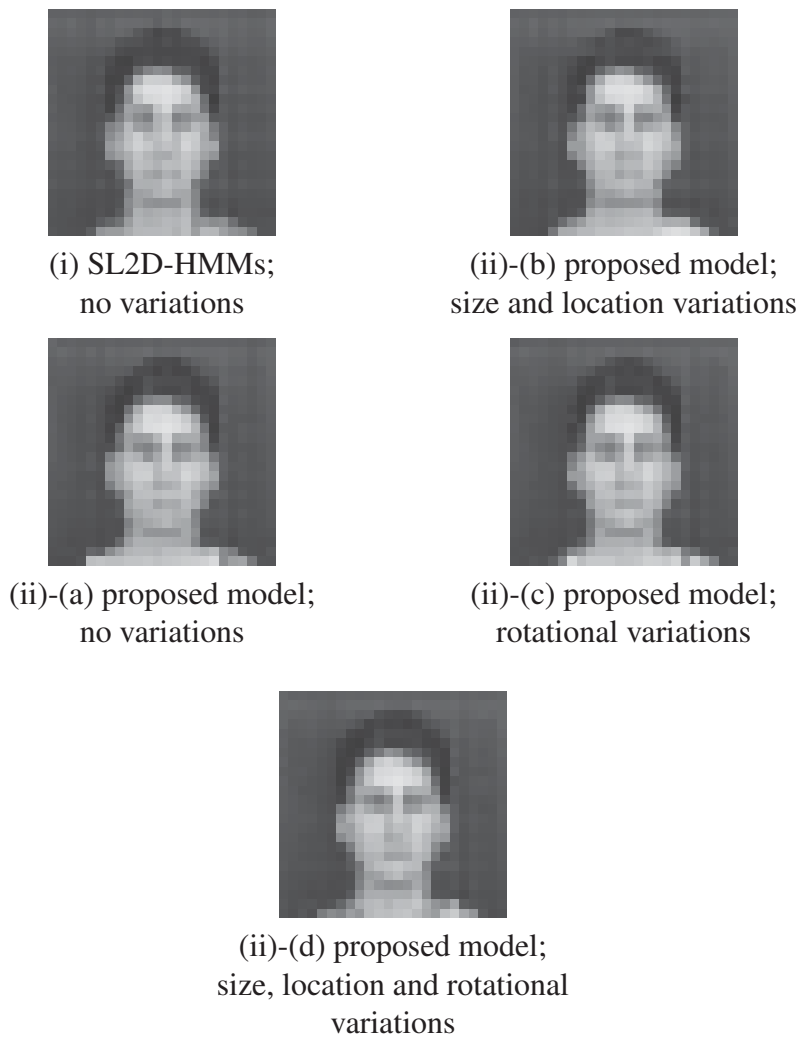 (i) SL2D-HMMs;
no variations
(ii)-(b) proposed model;
size and location variations
(ii)-(a) proposed model;
no variations
(ii)-(c) proposed model;
rotational variations
(ii)-(d) proposed model;
size, location and rotational
variations